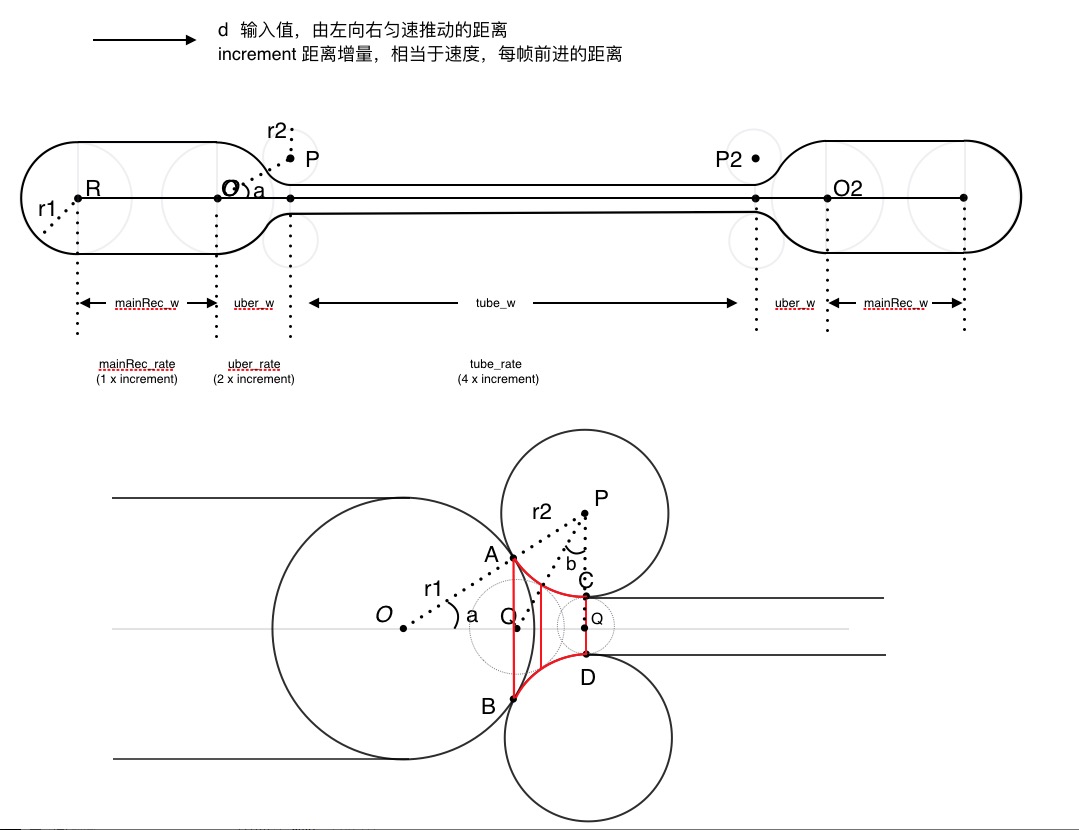 d 输入值，由左向右匀速推动的距离
increment 距离增量，相当于速度，每帧前进的距离
r2
P
P2
R
O
a
O2
r1
mainRec_w
uber_w
tube_w
uber_w
mainRec_w
mainRec_rate
uber_rate
tube_rate
(1 x increment)
(2 x increment)
(4 x increment)
P
r2
A
b
C
r1
O
a
Q
Q
D
B